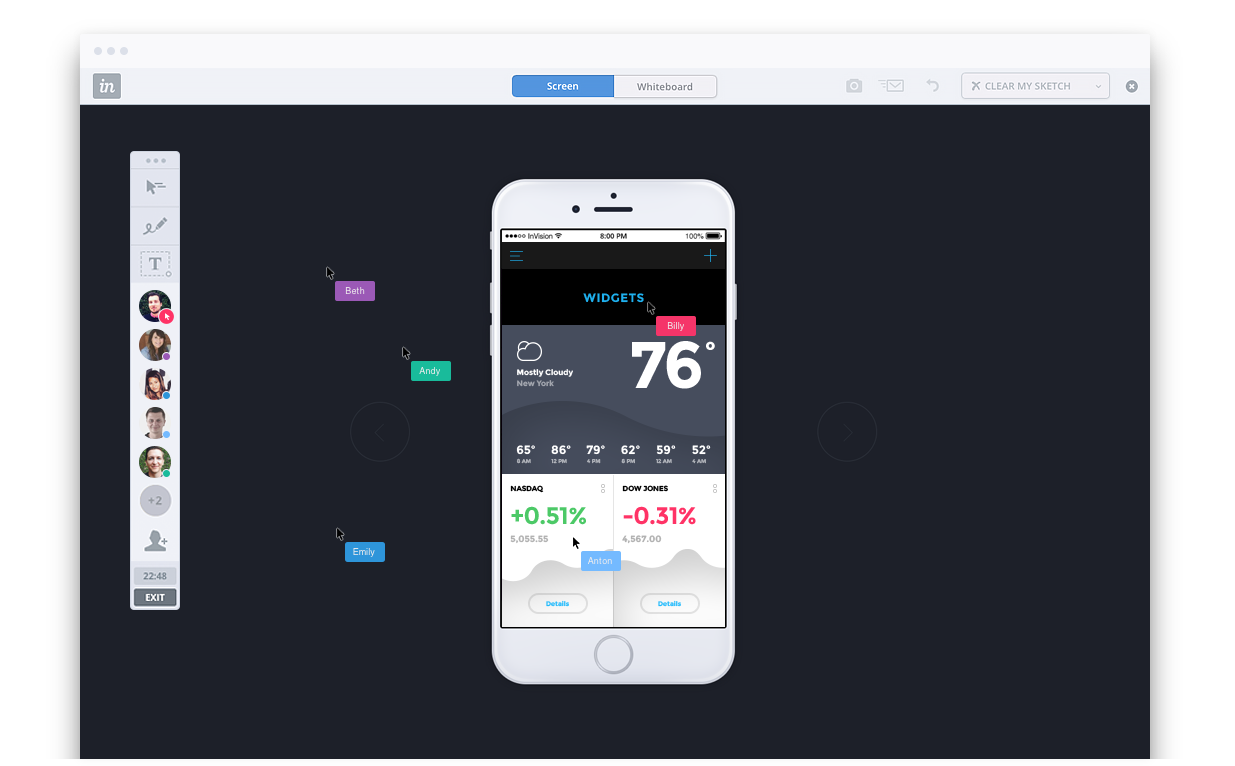 in
Screen
Whiteboard
CLEAR MY SKETCH
T
InVision
8:00 PM
100%
Beth
WIDGETS
Billy
Mostly Cloudy
New York
76°
Andy
65° 86° 79° 62° 59° 52°
8 AM 12 PM 4 PM 8 PM 12 AM 4 AM
NASDAQ
+0.51%
5,055.55
DOW JONES
-0.31%
4,567.00
+2
Emily
Anton
22:48
EXIT
Details
Details